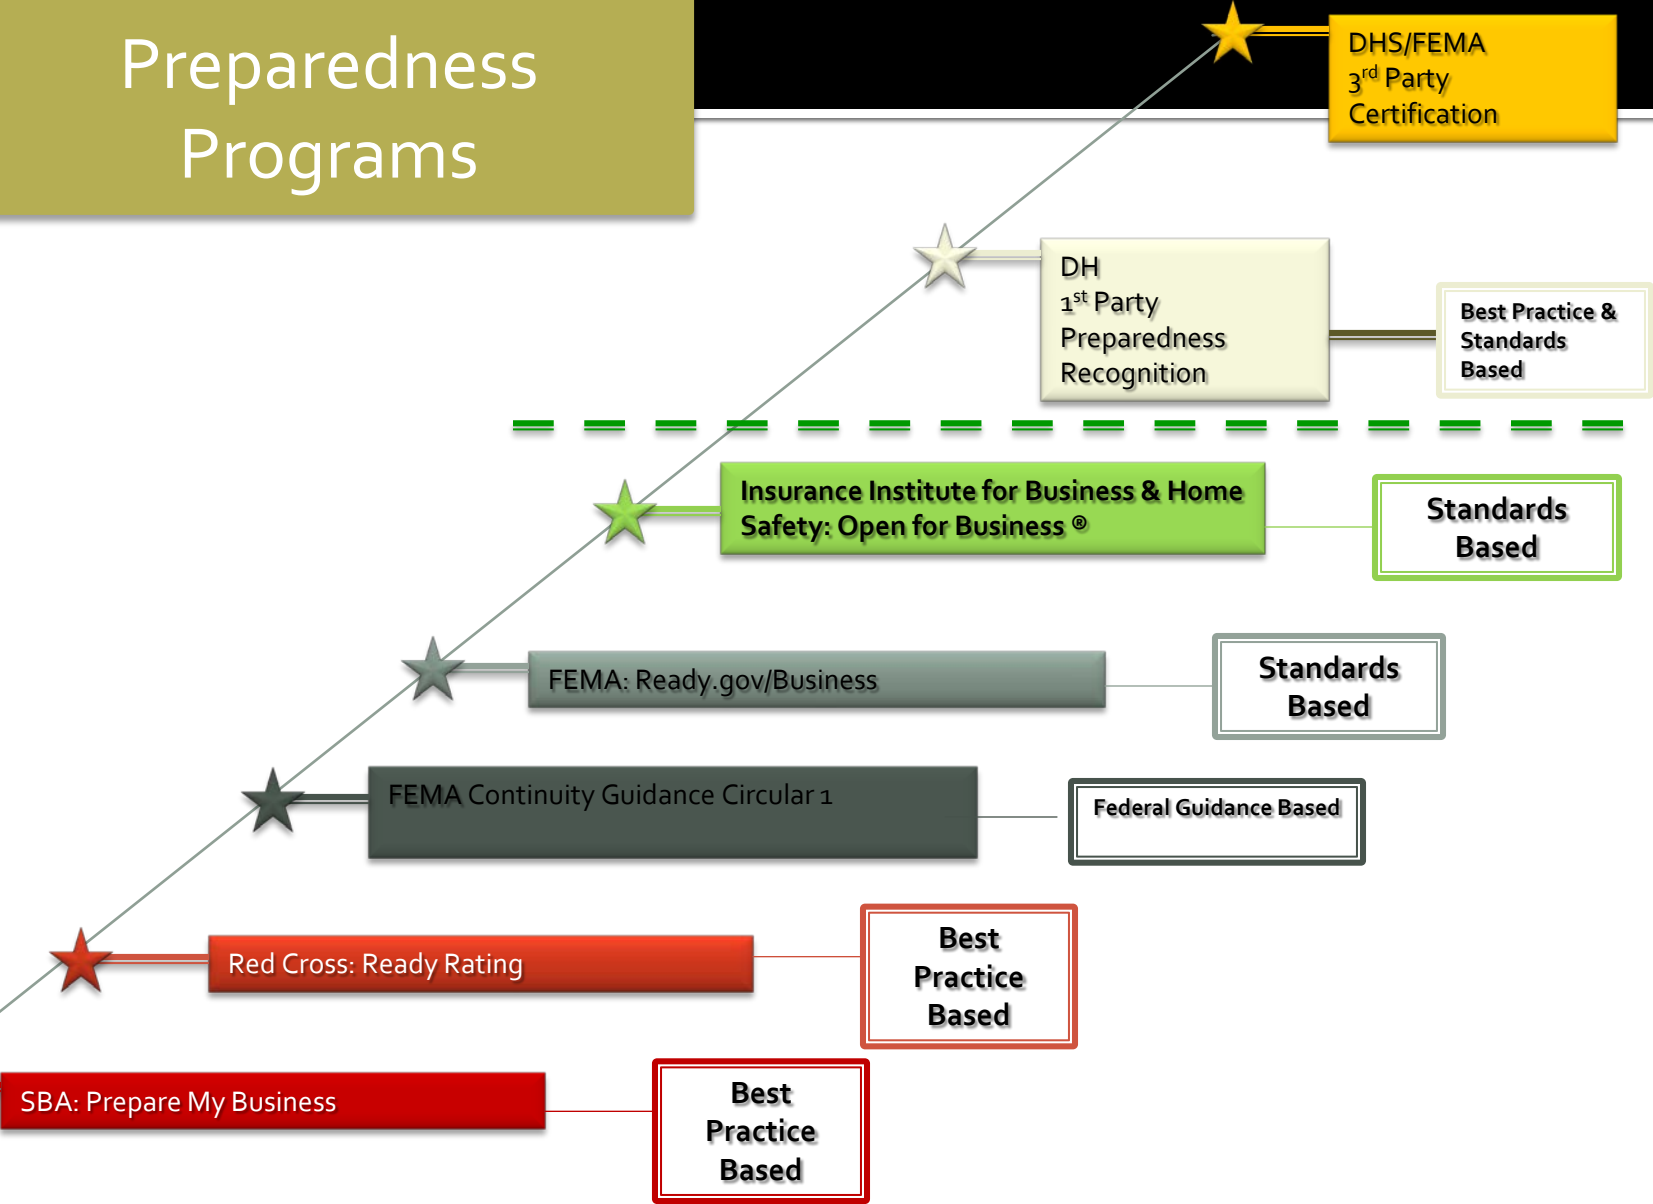 Preparedness
Programs
DHS/FEMA
3rd Party
Certification
DH
1st Party
Preparedness
Recognition
Best Practice &
Standards
Based
Insurance Institute for Business & Home
Safety: Open for Business ®
Standards
Based
FEMA: Ready.gov/Business
Standards
Based
FEMA Continuity Guidance Circular 1
Federal Guidance Based
Red Cross: Ready Rating
Best
Practice
Based
SBA: Prepare My Business
Best
Practice
Based